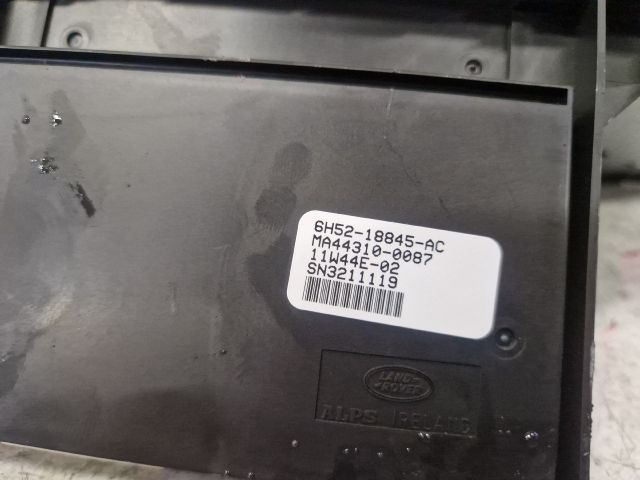 6H52-18845-AC
MA44310-0087
11W44E-02
SN3211119
LAND-
ROVER
ALPS IRELAND